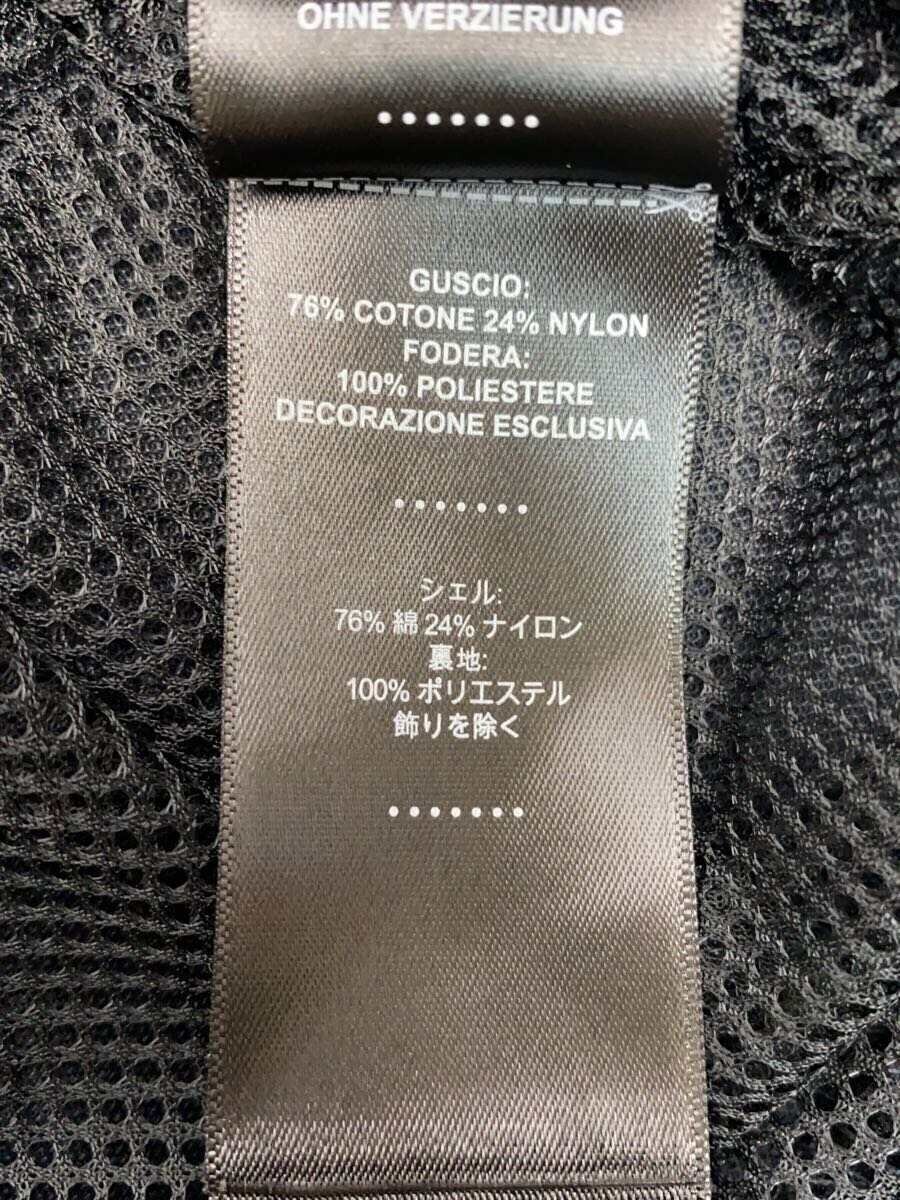 OHNE VERZIERUNG
•••••••
GUSCIO:
76% COTONE 24% NYLON
FODERA:
100% POLIESTERE
DECORAZIONE ESCLUSIVA
•••••••
シェル:
76% 綿 24% ナイロン
裏地:
100% ポリエステル
飾りを除く
•••••••